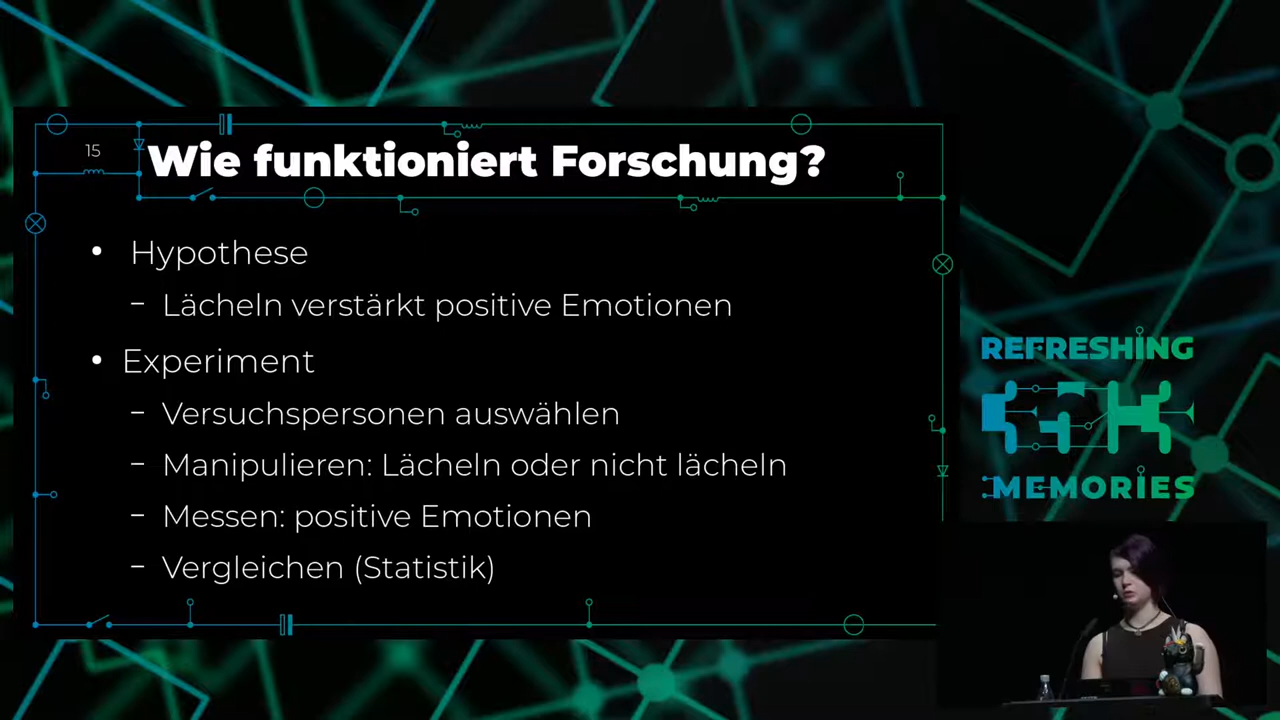 15
Wie funktioniert Forschung?
• Hypothese
– Lächeln verstärkt positive Emotionen
• Experiment
– Versuchspersonen auswählen
– Manipulieren: Lächeln oder nicht lächeln
– Messen: positive Emotionen
– Vergleichen (Statistik)
REFRESHING
35C3
MEMORIES